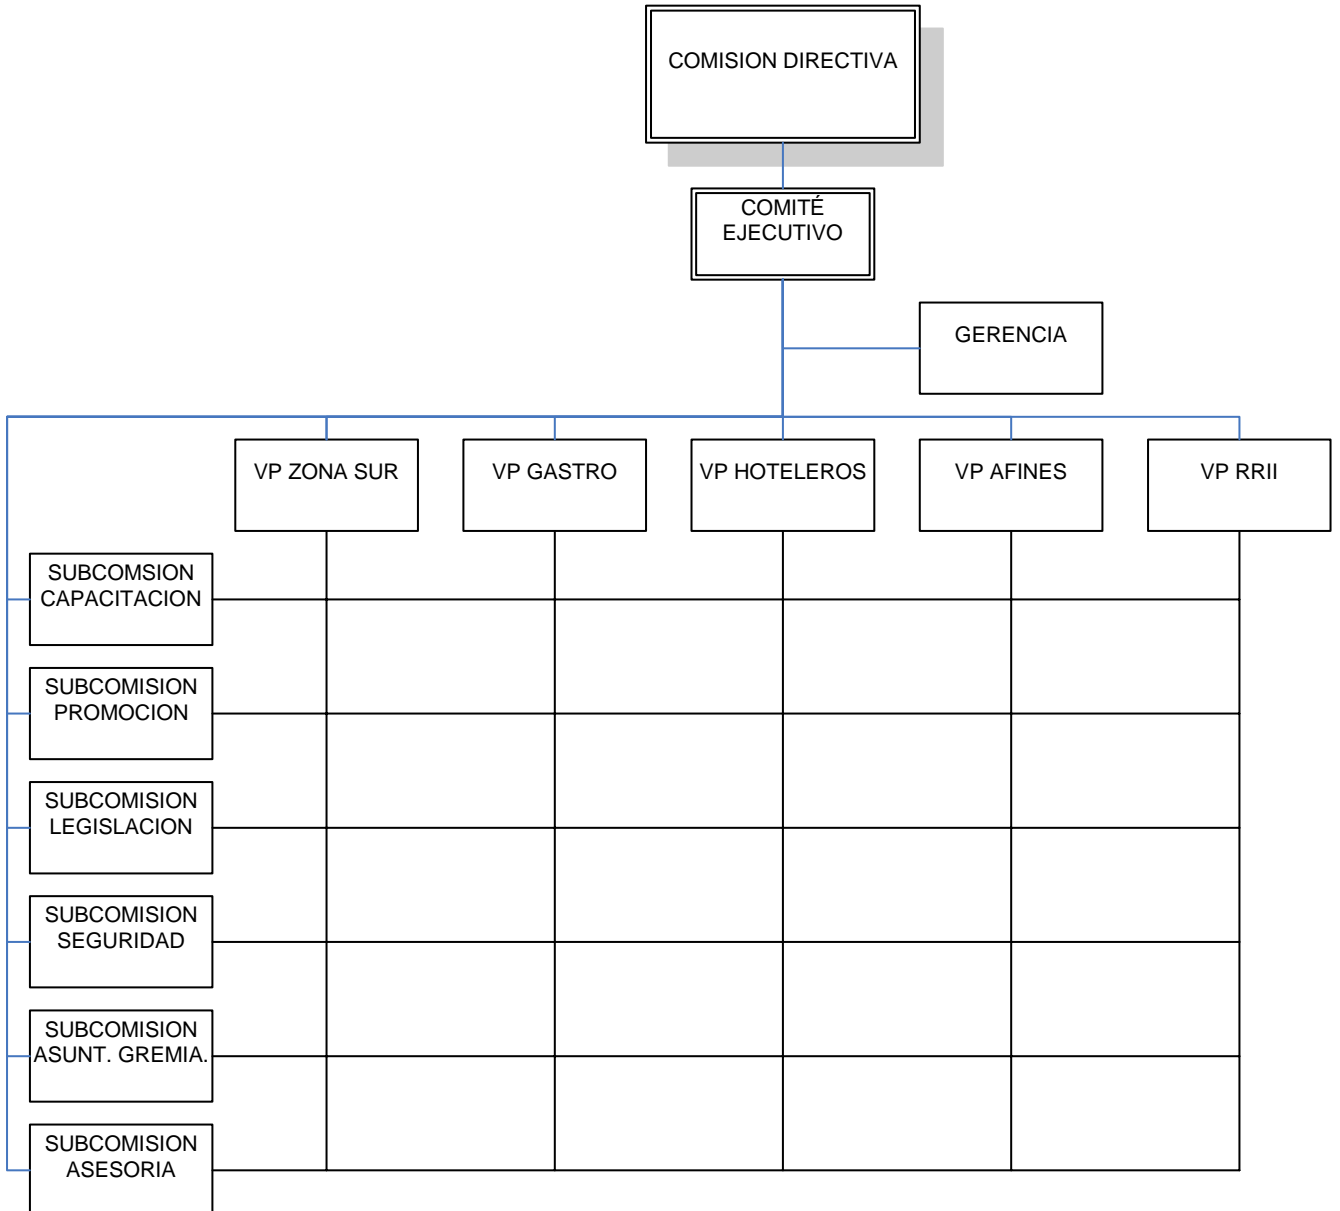 COMISION DIRECTIVA
COMITÉ
EJECUTIVO
GERENCIA
VP ZONA SUR
VP GASTRO
VP HOTELEROS
VP AFINES
VP RRII
SUBCOMSION
CAPACITACION
SUBCOMISION
PROMOCION
SUBCOMISION
LEGISLACION
SUBCOMISION
SEGURIDAD
SUBCOMISION
ASUNT. GREMIA.
SUBCOMISION
ASESORIA